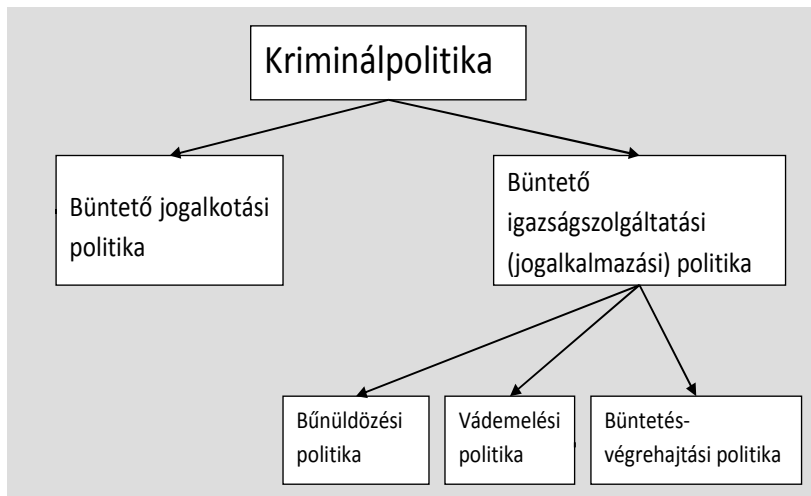 Kriminálpolitika
Büntető jogalkotási
politika
Büntető
igazságszolgáltatási
(jogalkalmazási) politika
Bűnüldözési
politika
Vádemelési
politika
Büntetés-
végrehajtási politika